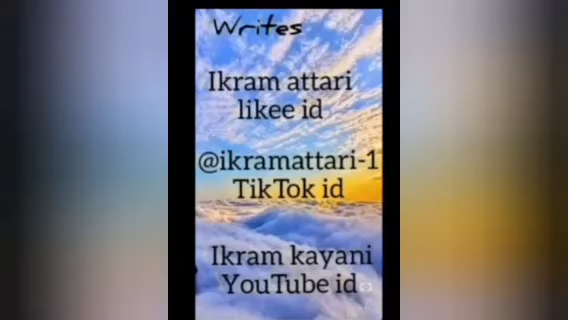 Writes
Ikram attari
likee id
@ikramattari-1
TikTok id
Ikram kayani
YouTube id